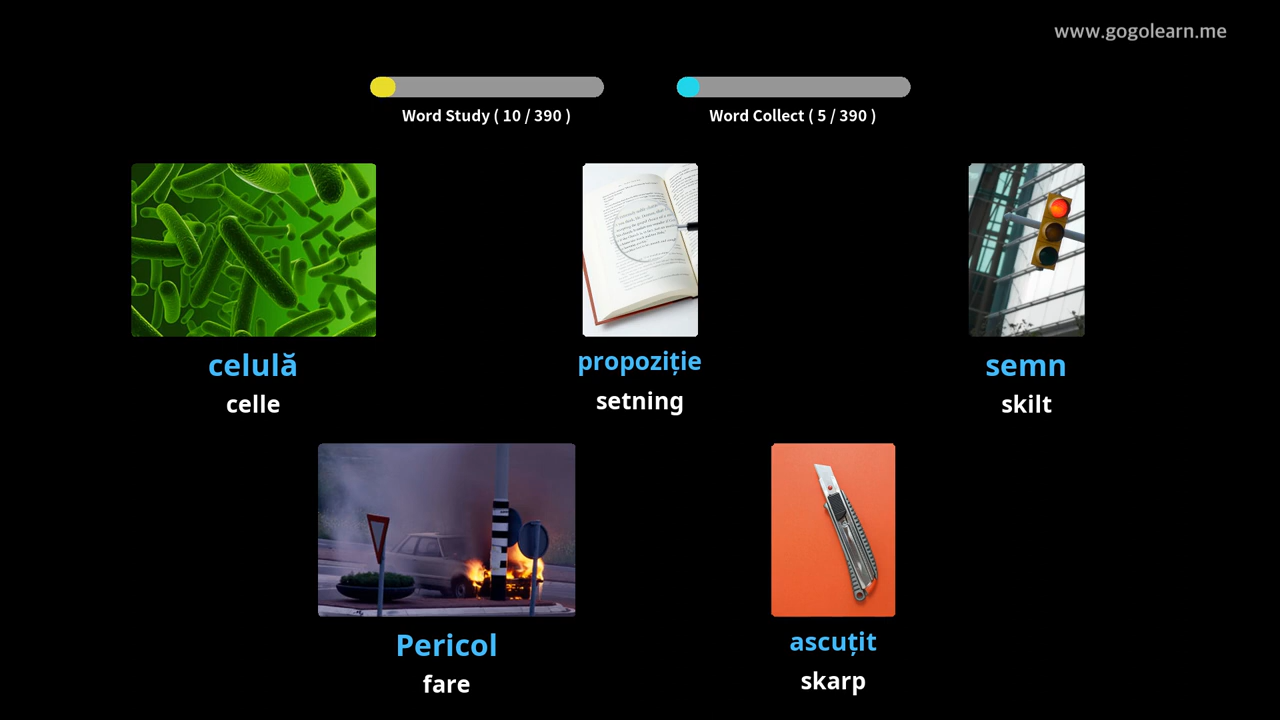 www.gogolearn.me
Word Study ( 10 / 390 )
Word Collect ( 5 / 390 )
celulă
celle
propoziție
setning
semn
skilt
Pericol
fare
ascuțit
skarp